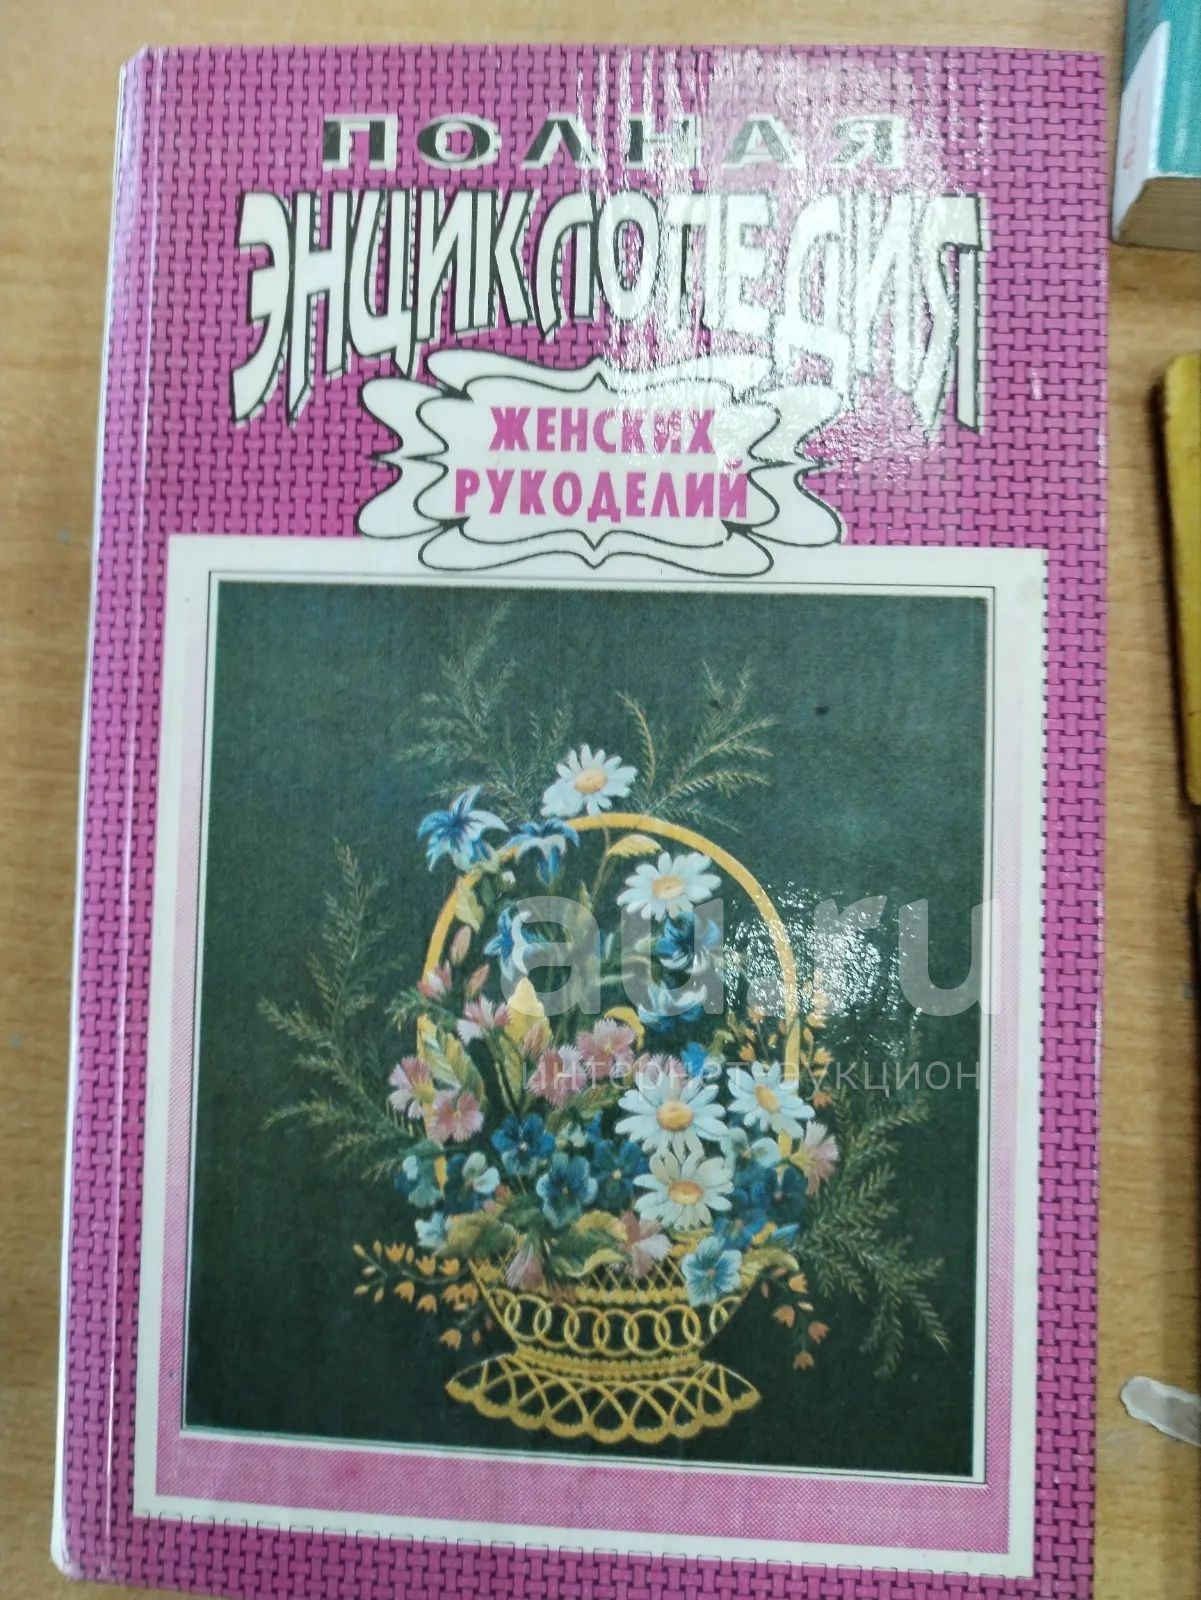 ПОЛНАЯ
ЭНЦИКЛОПЕДИЯ
ЖЕНСКИХ
РУКОДЕЛИЙ
au.ru
интернет-аукцион